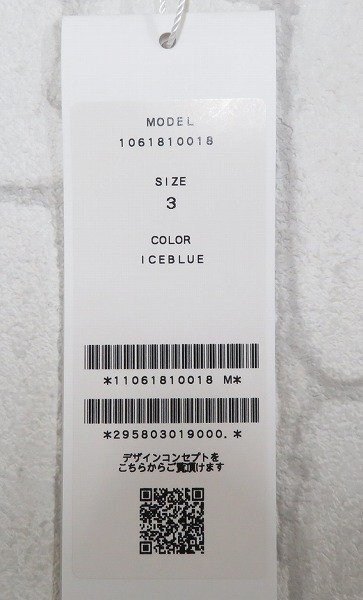 MODEL
1061810018
SIZE
3
COLOR
ICEBLUE
*11061810018 M*
*295803019000. *
デザインコンセプトを
こちらからご覧頂けます